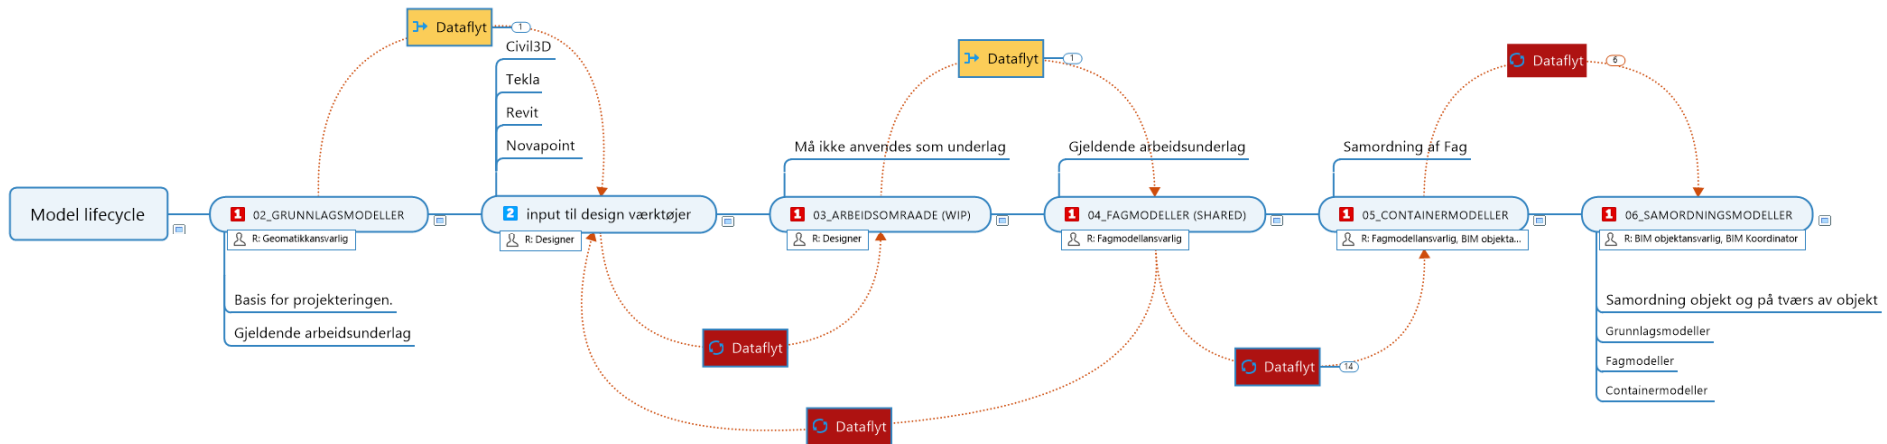 Dataflyt
1
Civil3D
Tekla
Revit
Novapoint
Dataflyt
1
Dataflyt
6
Må ikke anvendes som underlag
Gjeldende arbeidsunderlag
Samordning af Fag
Model lifecycle
1 02_GRUNNLAGSMODELLER
R: Geomatikkansvarlig
2 input til design værktøjer
R: Designer
1 03_ARBEIDSOMRAADE (WIP)
R: Designer
1 04_FAGMODELLER (SHARED)
R: Fagmodellansvarlig
1 05_CONTAINERMODELLER
R: Fagmodellansvarlig, BIM objekta...
1 06_SAMORDNINGSMODELLER
R: BIM objektansvarlig, BIM Koordinator
Basis for projekteringen.
Gjeldende arbeidsunderlag
Dataflyt
Dataflyt
14
Dataflyt
Samordning objekt og på tværs av objekt
Grunnlagsmodeller
Fagmodeller
Containermodeller